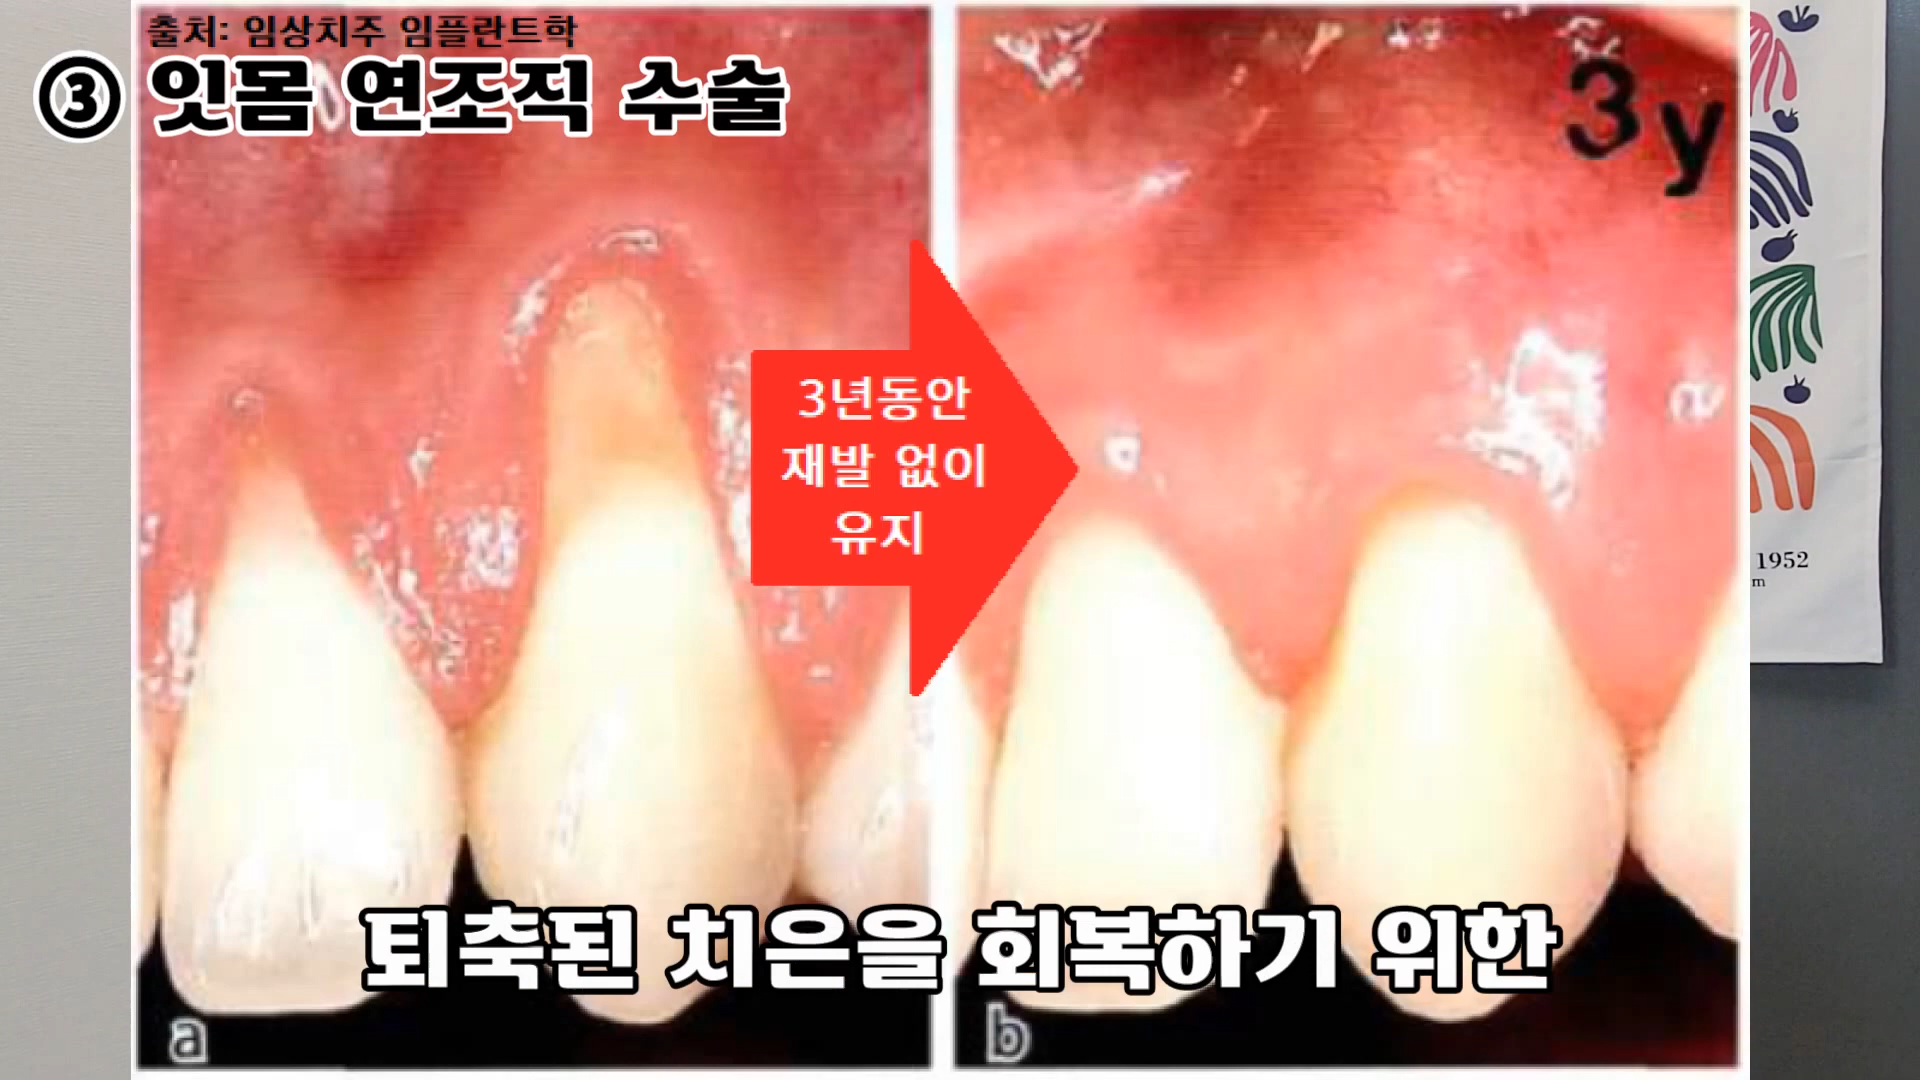 출처: 임상치주 임플란트학
③ 잇몸 연조직 수술
3y
3년동안
재발 없이
유지
1952
m
퇴축된 치은을 회복하기 위한
a
b